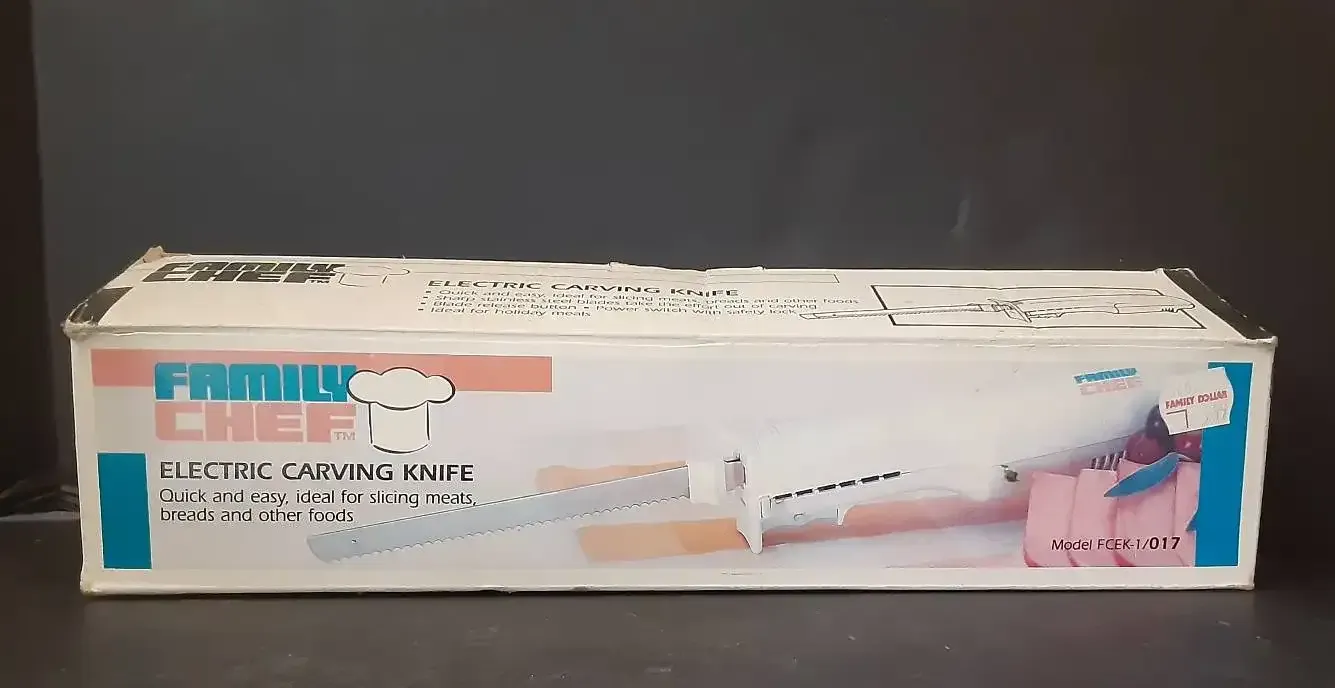 FAMILY
CHEF™
ELECTRIC CARVING KNIFE
• Quick and easy, ideal for slicing meats, breads and other foods
• Sharp stainless steel blades take the effort out of carving
• Blade release button • Power switch with safety lock
• Ideal for holiday meals
FAMILY
CHEF™
ELECTRIC CARVING KNIFE
Quick and easy, ideal for slicing meats,
breads and other foods
FAMILY
CHEF
FAMILY DOLLAR
Model FCEK-1/017